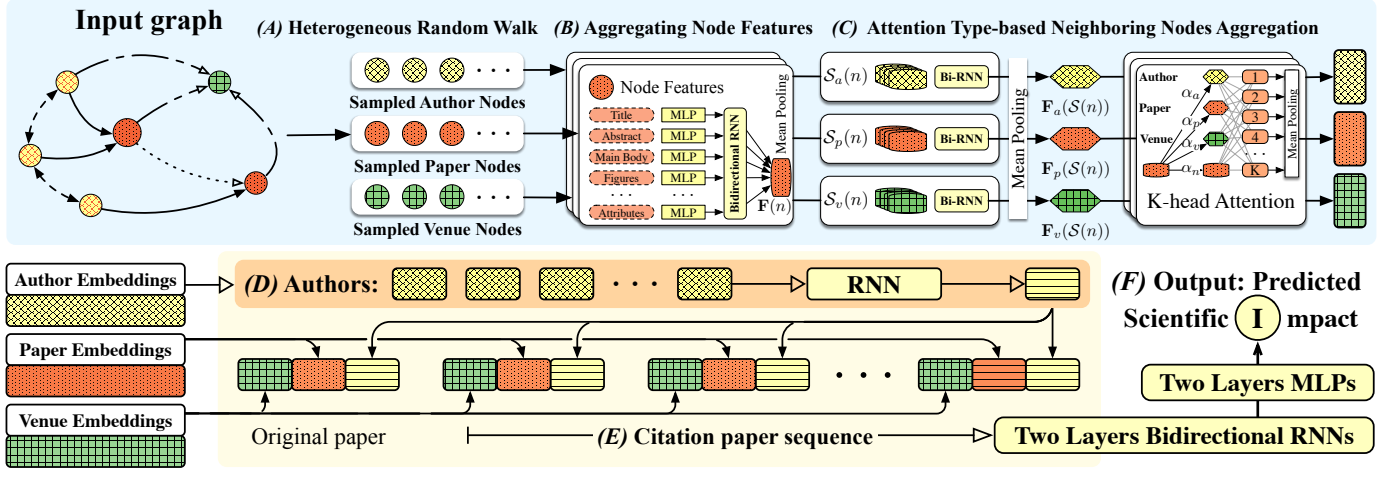 Input graph
(A) Heterogeneous Random Walk
Sampled Author Nodes
Sampled Paper Nodes
Sampled Venue Nodes
(B) Aggregating Node Features
Node Features
Title
MLP
Abstract
MLP
Main Body
MLP
Figures
MLP
Attributes
MLP
Bidirectional RNN
Mean Pooling
F(n)
(C) Attention Type-based Neighboring Nodes Aggregation
S_a(n)
Bi-RNN
S_p(n)
Bi-RNN
S_v(n)
Bi-RNN
Mean Pooling
F_a(S(n))
F_p(S(n))
F_v(S(n))
Author
Paper
Venue
α_a
α_p
α_v
α_n
1
2
3
4
K
Mean Pooling
K-head Attention
Author Embeddings
Paper Embeddings
Venue Embeddings
(D) Authors:
RNN
Original paper
(E) Citation paper sequence
Two Layers Bidirectional RNNs
Two Layers MLPs
(F) Output: Predicted
Scientific I mpact